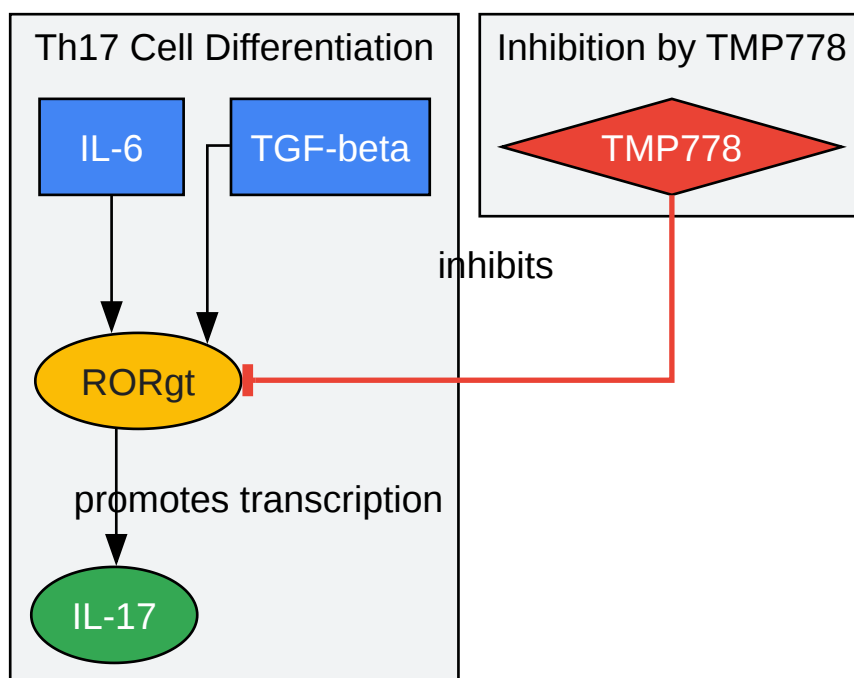 Th17 Cell Differentiation
Inhibition by TMP778
IL-6
TGF-beta
TMP778
inhibits
RORgt
promotes transcription
IL-17